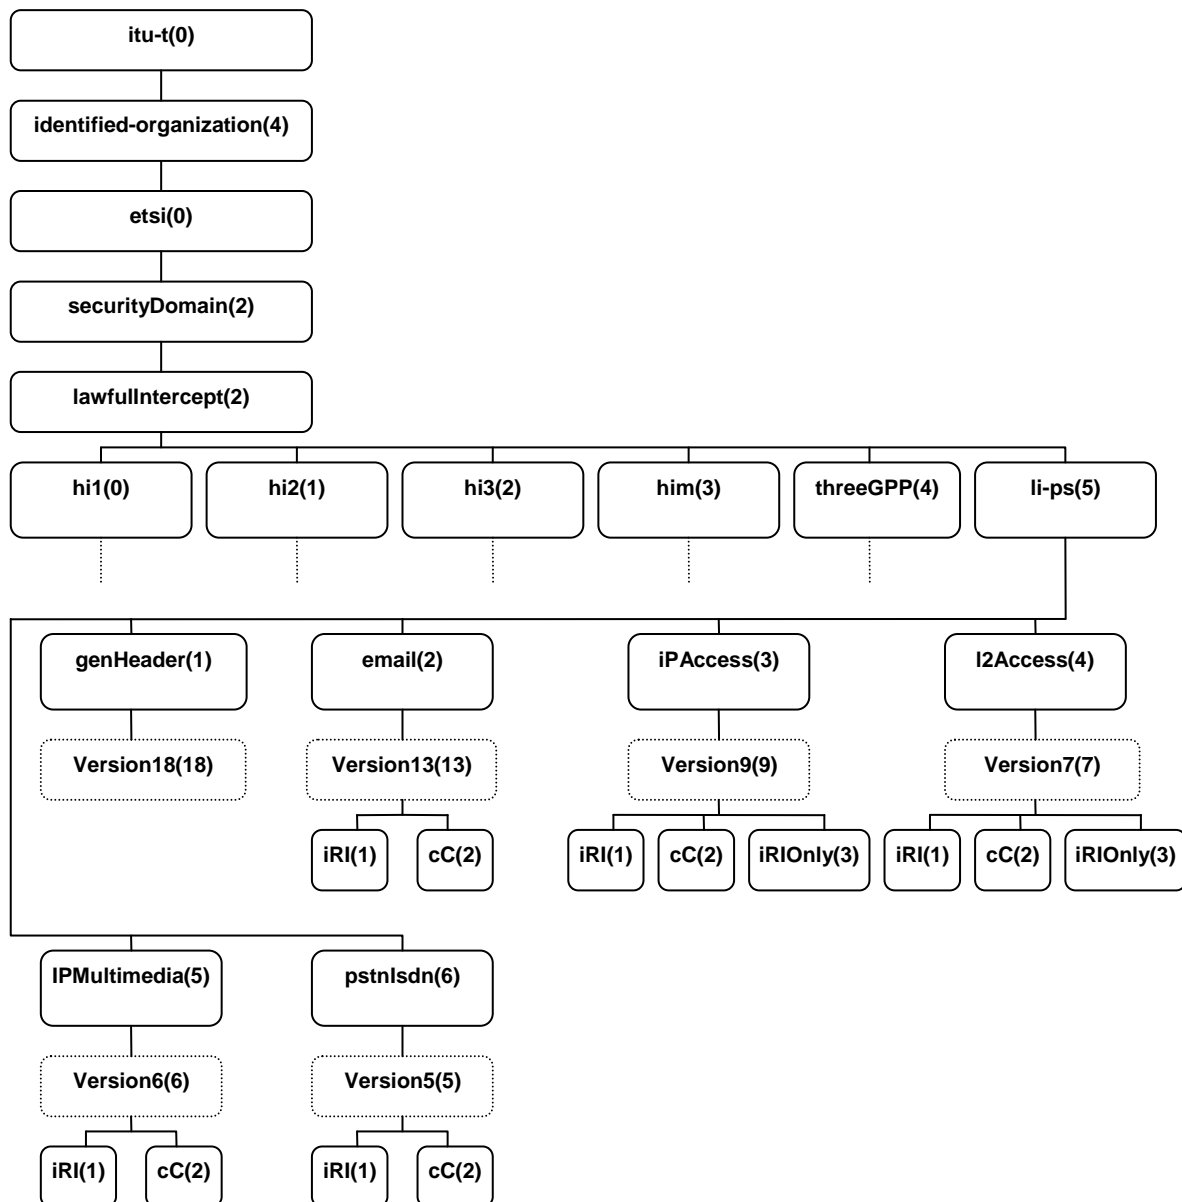 itu-t(0)
identified-organization(4)
etsi(0)
securityDomain(2)
lawfulIntercept(2)
hi1(0) hi2(1) hi3(2) him(3) threeGPP(4) li-ps(5)
genHeader(1) email(2) iPAccess(3) l2Access(4)
Version18(18) Version13(13) Version9(9) Version7(7)
iRI(1) cC(2) iRI(1) cC(2) iRIOnly(3) iRI(1) cC(2) iRIOnly(3)
IPMultimedia(5) pstnIsdn(6)
Version6(6) Version5(5)
iRI(1) cC(2) iRI(1) cC(2)